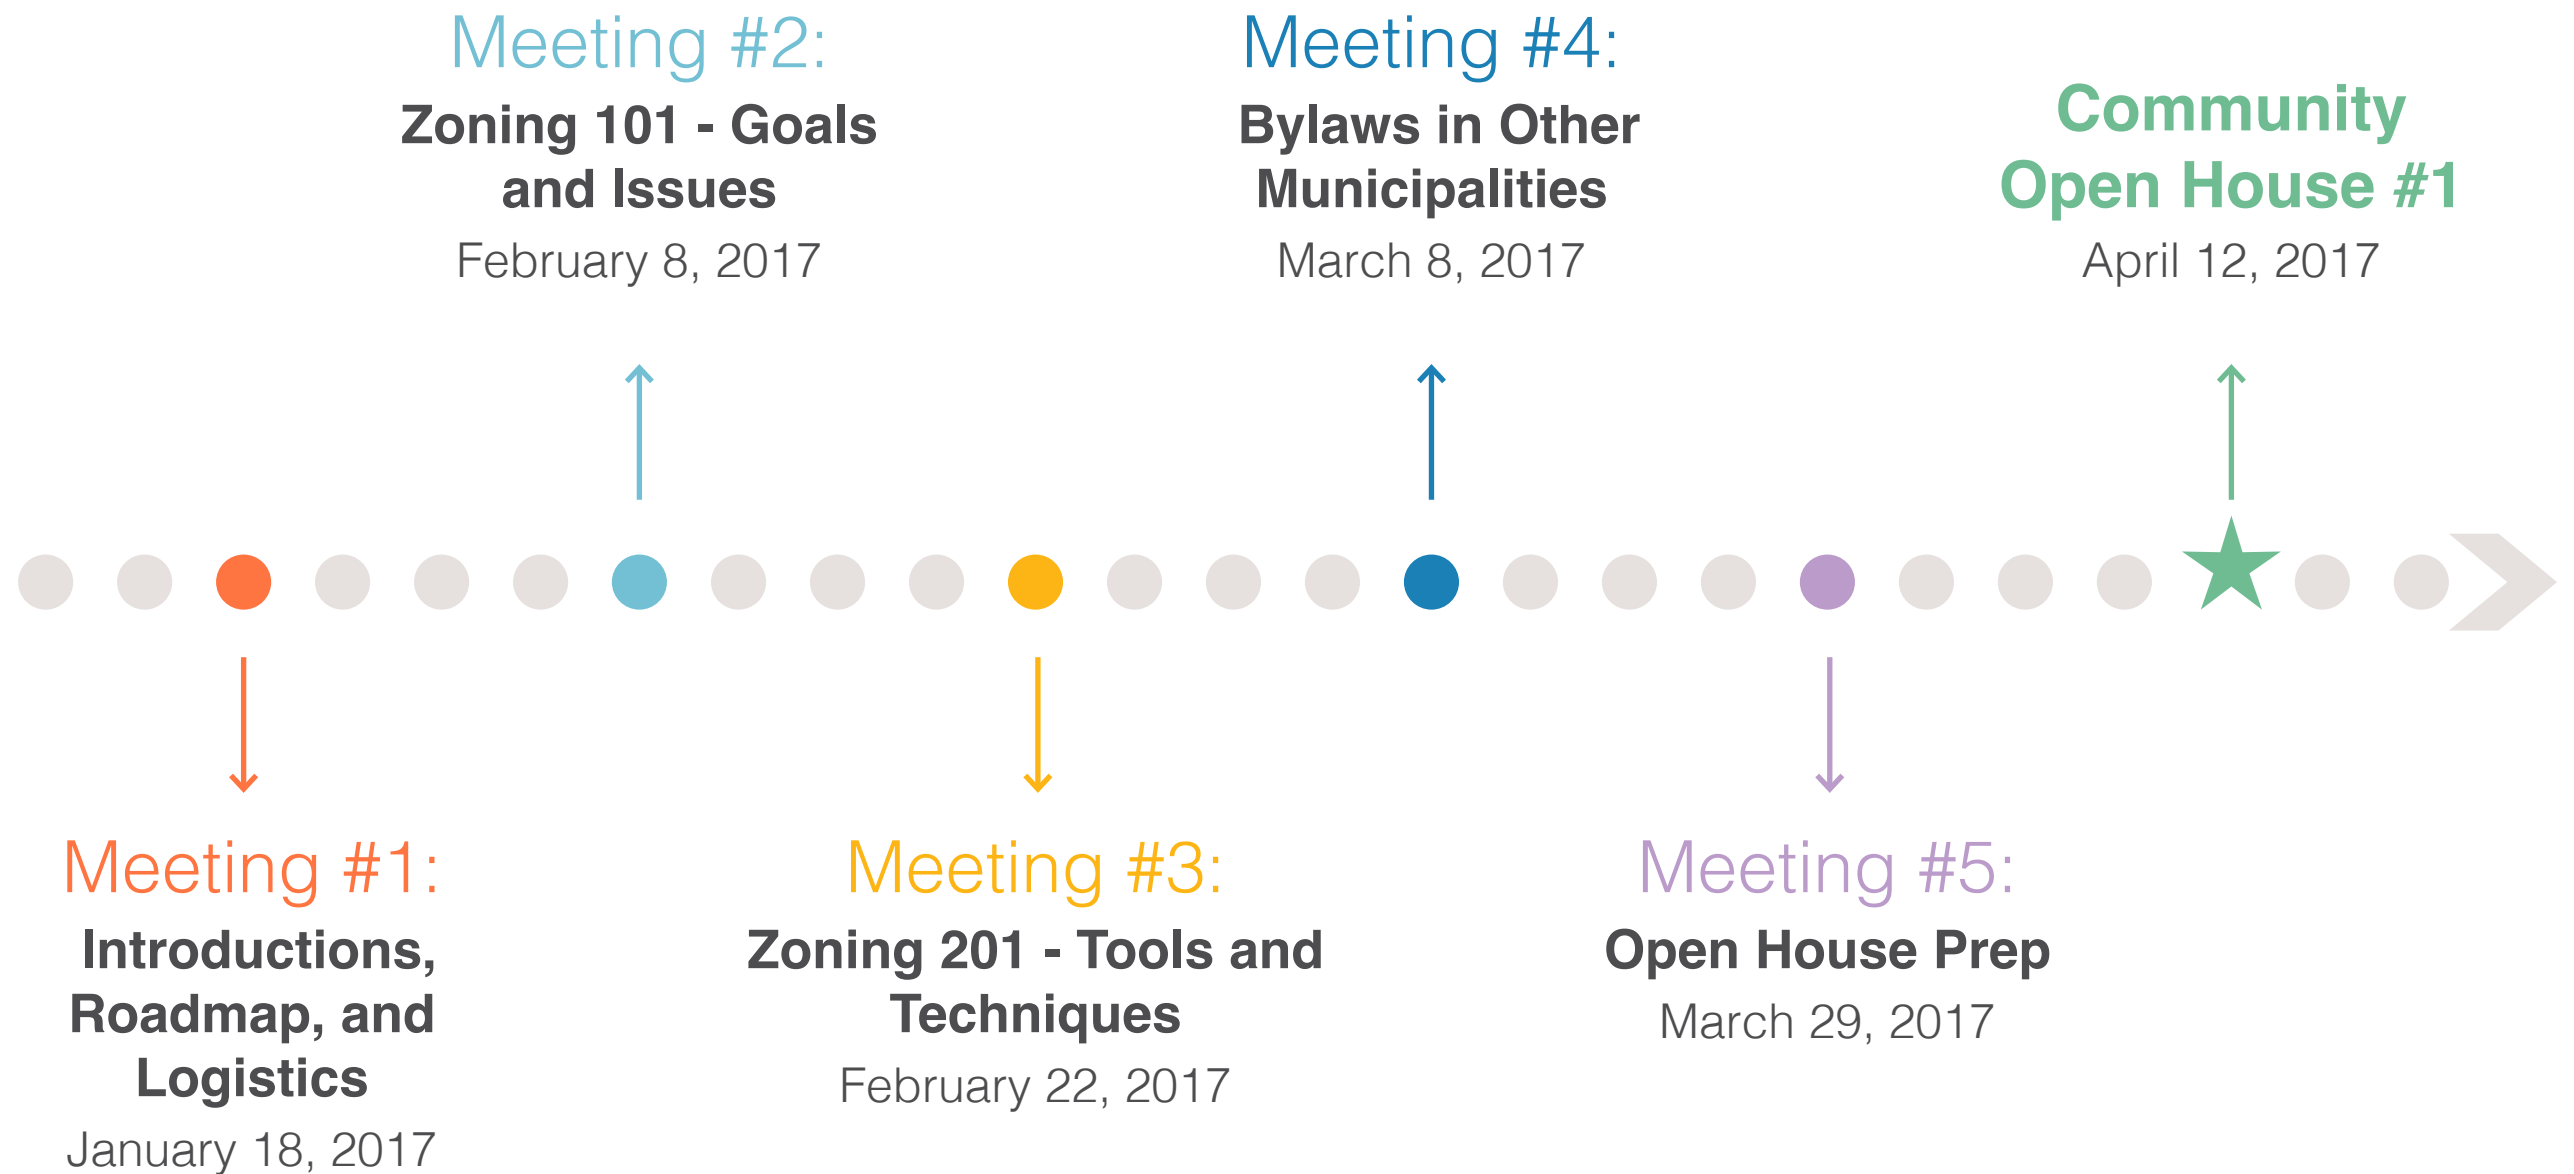 Meeting #2:
Zoning 101 - Goals
and Issues
February 8, 2017
Meeting #4:
Bylaws in Other
Municipalities
March 8, 2017
Community
Open House #1
April 12, 2017
Meeting #1:
Introductions,
Roadmap, and
Logistics
January 18, 2017
Meeting #3:
Zoning 201 - Tools and
Techniques
February 22, 2017
Meeting #5:
Open House Prep
March 29, 2017